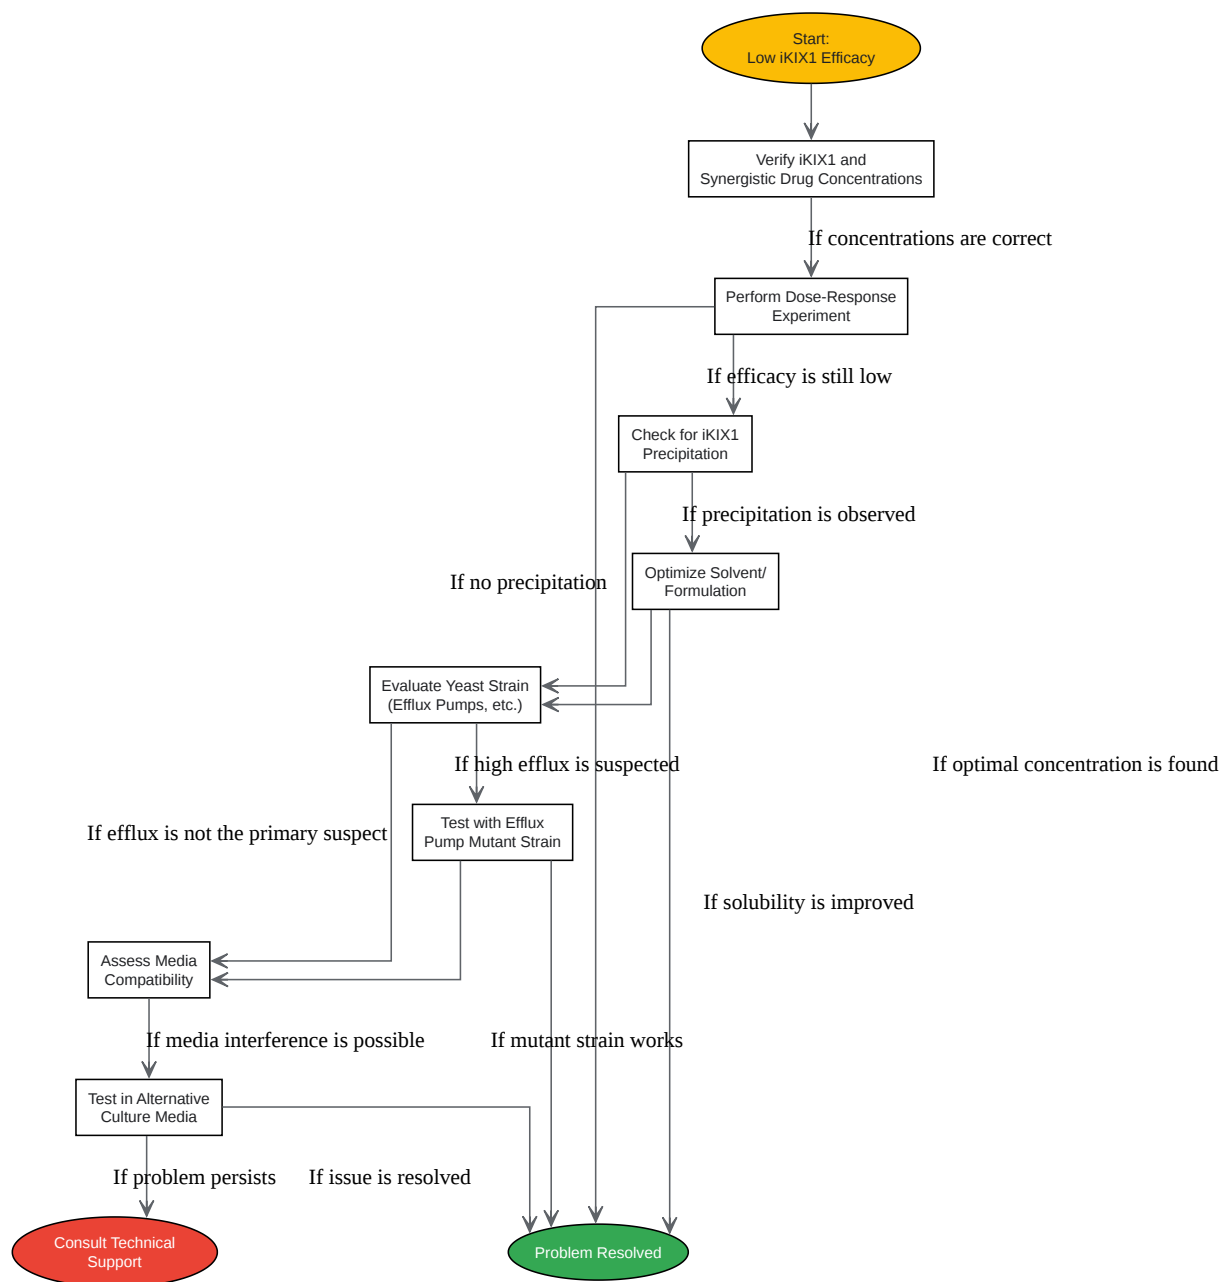 Start:
Low iKIX1 Efficacy
Verify iKIX1 and
Synergistic Drug Concentrations
If concentrations are correct
Perform Dose-Response
Experiment
If efficacy is still low
Check for iKIX1
Precipitation
If precipitation is observed
If no precipitation
Optimize Solvent/
Formulation
Evaluate Yeast Strain
(Efflux Pumps, etc.)
If high efflux is suspected
If optimal concentration is found
If efflux is not the primary suspect
Test with Efflux
Pump Mutant Strain
If solubility is improved
Assess Media
Compatibility
If media interference is possible
If mutant strain works
Test in Alternative
Culture Media
If problem persists
If issue is resolved
Consult Technical
Support
Problem Resolved